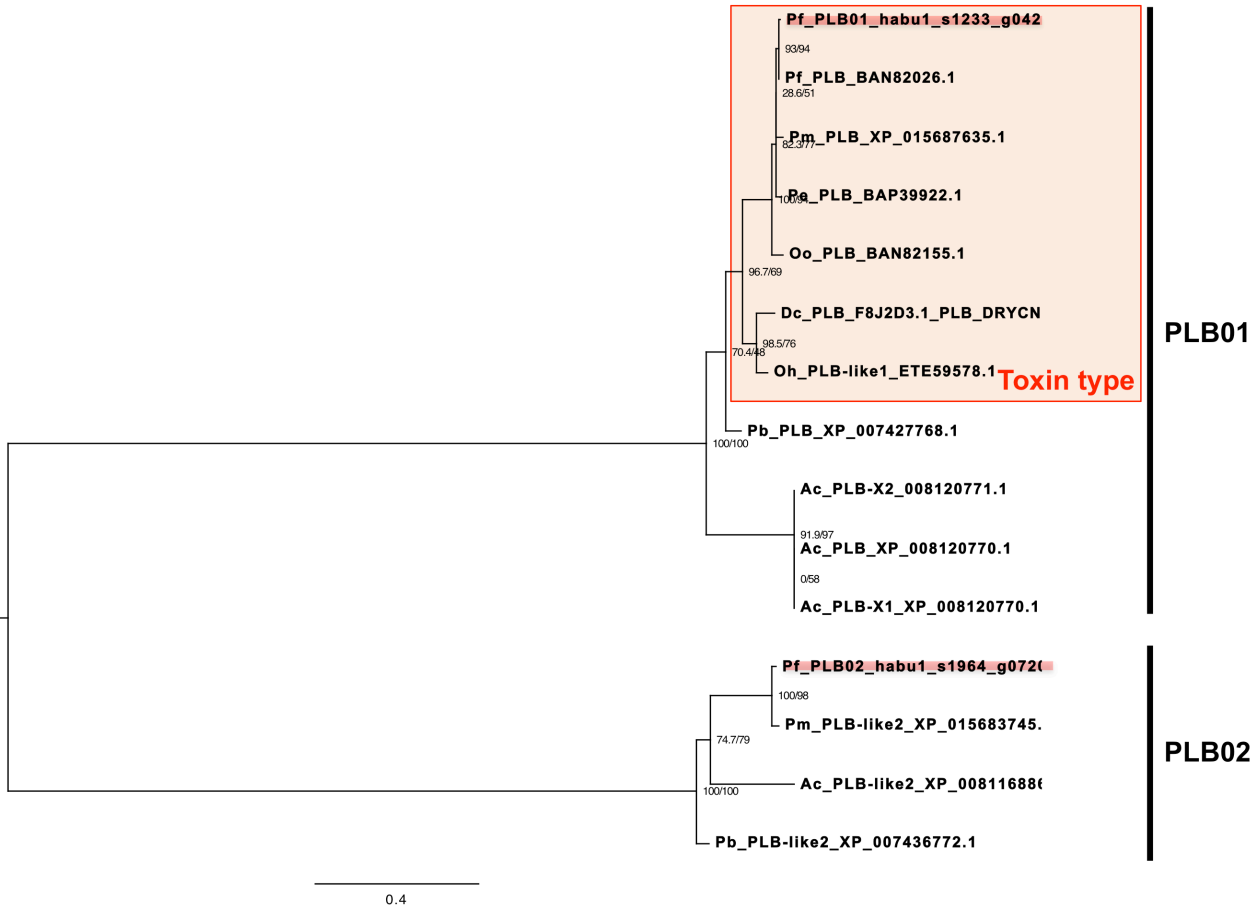 Pf_PLB01_habu1_s1233_g042
93/94
Pf_PLB_BAN82026.1
28.6/51
Pm_PLB_XP_015687635.1
82.3/77
Pe_PLB_BAP39922.1
100/94
Oo_PLB_BAN82155.1
96.7/69
Dc_PLB_F8J2D3.1_PLB_DRYCN
98.5/76
70.4/48
Oh_PLB-like1_ETE59578.1
Toxin type
PLB01
Pb_PLB_XP_007427768.1
100/100
Ac_PLB-X2_008120771.1
91.9/97
Ac_PLB_XP_008120770.1
0/58
Ac_PLB-X1_XP_008120770.1
Pf_PLB02_habu1_s1964_g072
100/98
Pm_PLB-like2_XP_015683745.
74.7/79
PLB02
Ac_PLB-like2_XP_00811688
100/100
Pb_PLB-like2_XP_007436772.1
0.4